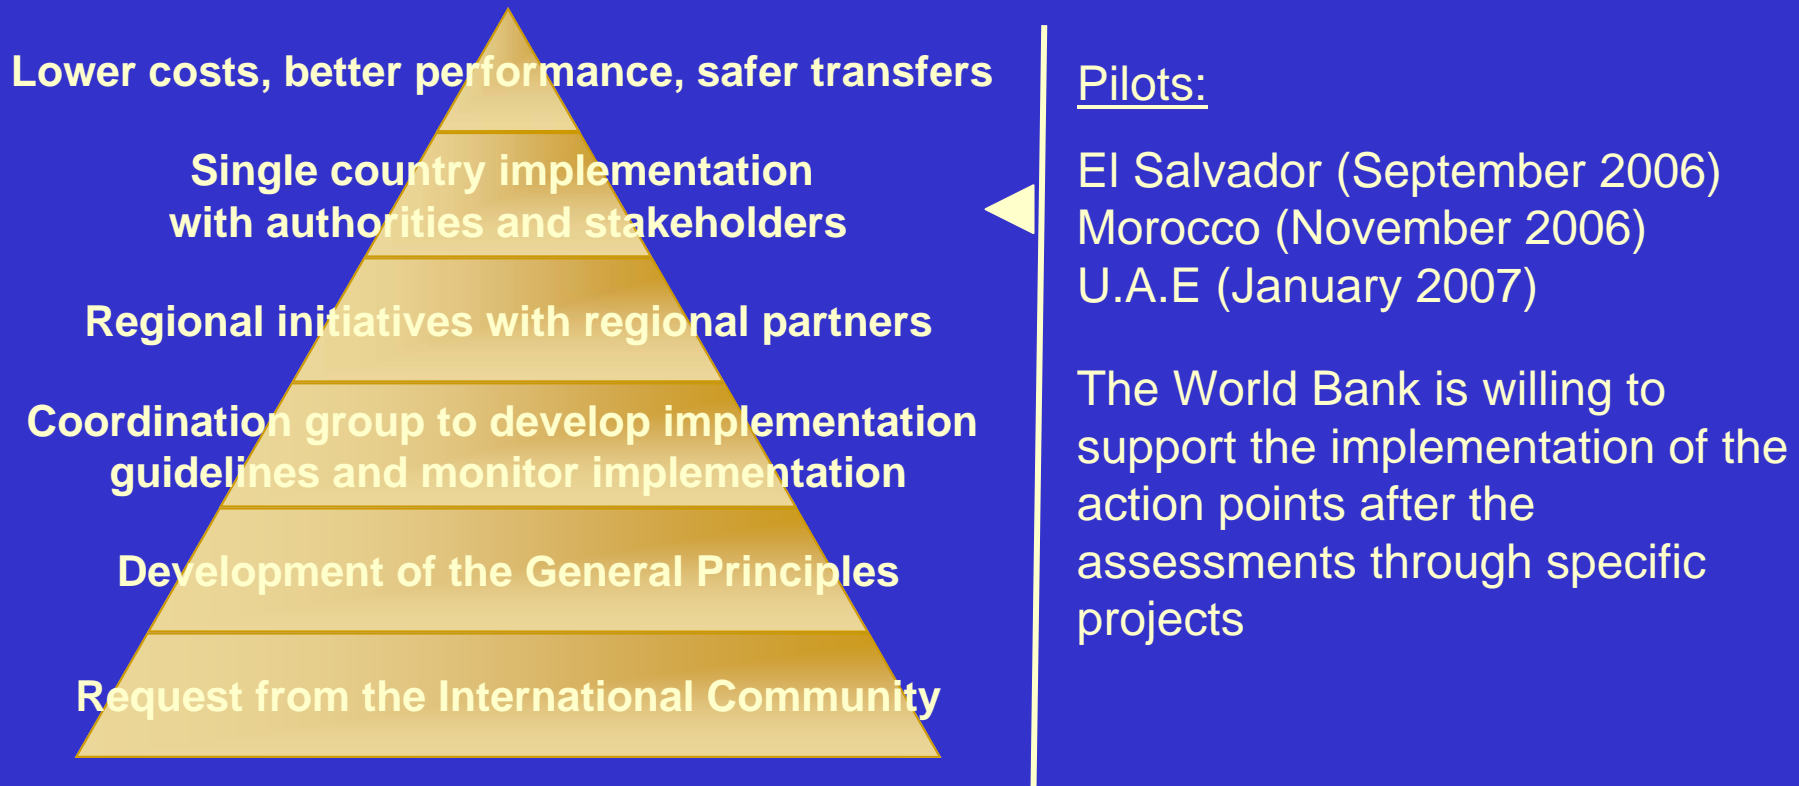 Lower costs, better performance, safer transfers
Single country implementation
with authorities and stakeholders
Regional initiatives with regional partners
Coordination group to develop implementation
guidelines and monitor implementation
Development of the General Principles
Request from the International Community
Pilots:
El Salvador (September 2006)
Morocco (November 2006)
U.A.E (January 2007)
The World Bank is willing to
support the implementation of the
action points after the
assessments through specific
projects